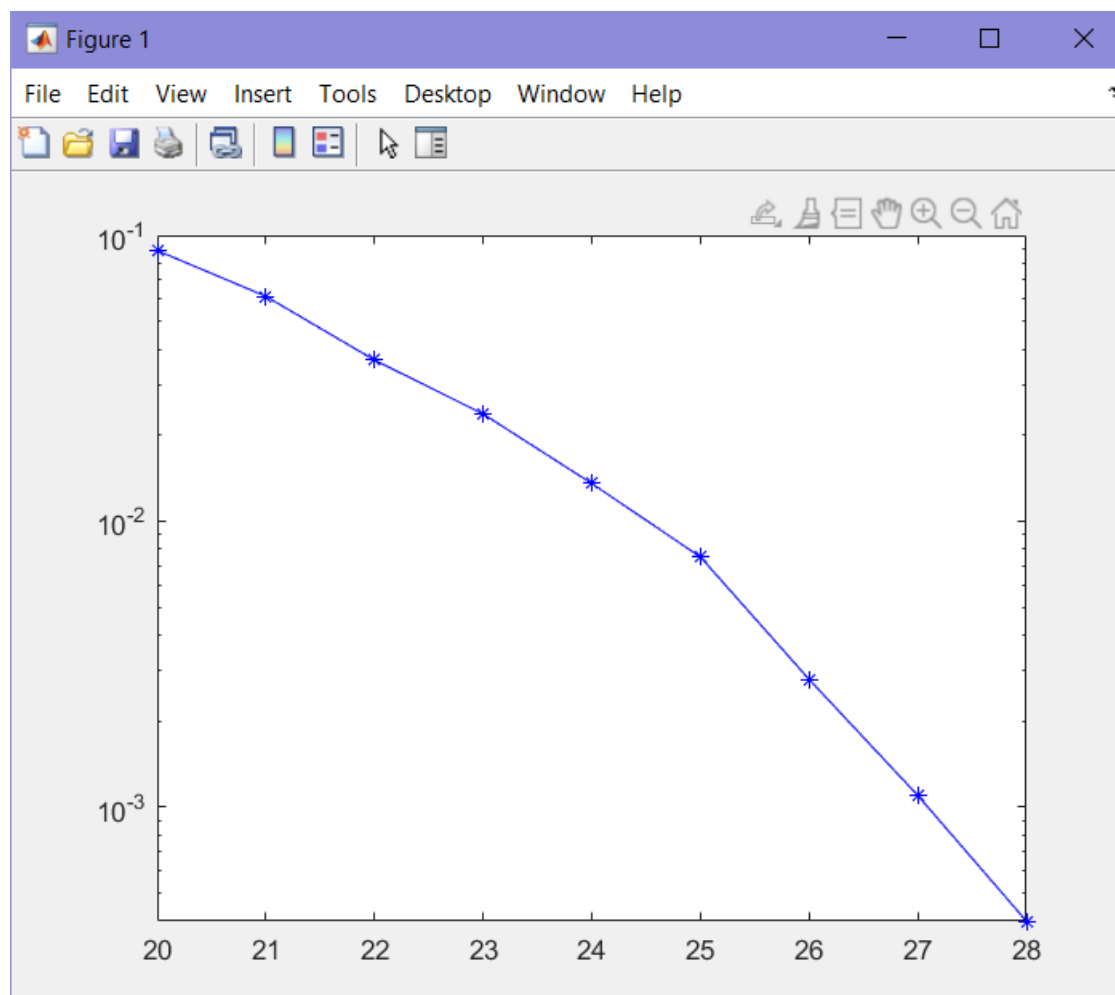 Figure 1
File Edit View Insert Tools Desktop Window Help
10⁻¹
10⁻²
10⁻³
20 21 22 23 24 25 26 27 28